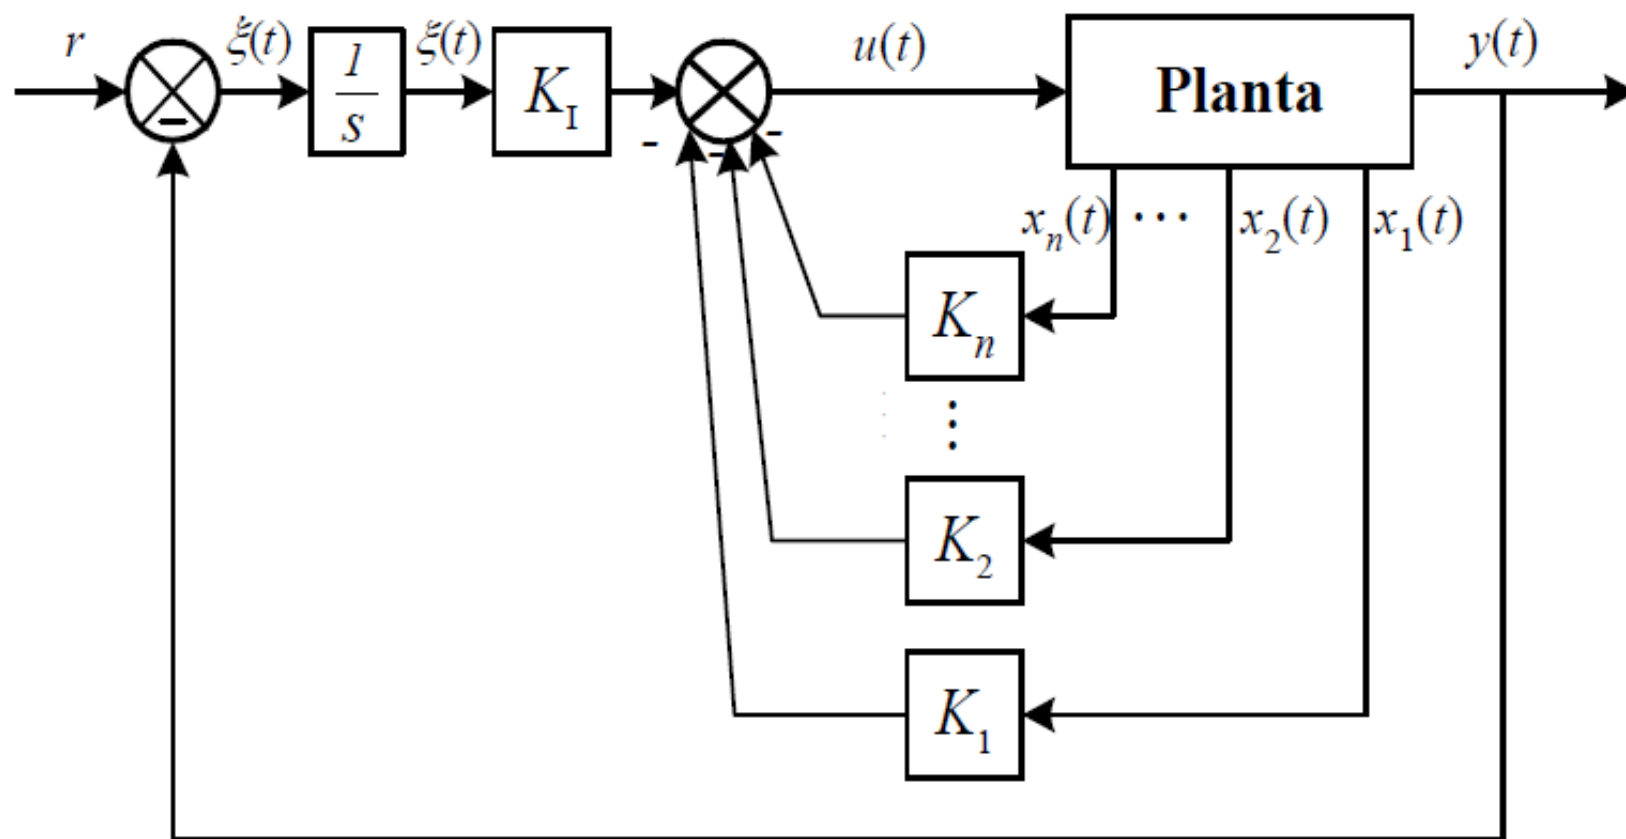 r
ξ(t)
1
s
ξ(t)
K_I
u(t)
Planta
y(t)
-
-
-
-
x_n(t)
...
x_2(t)
x_1(t)
K_n
⋮
K_2
K_1